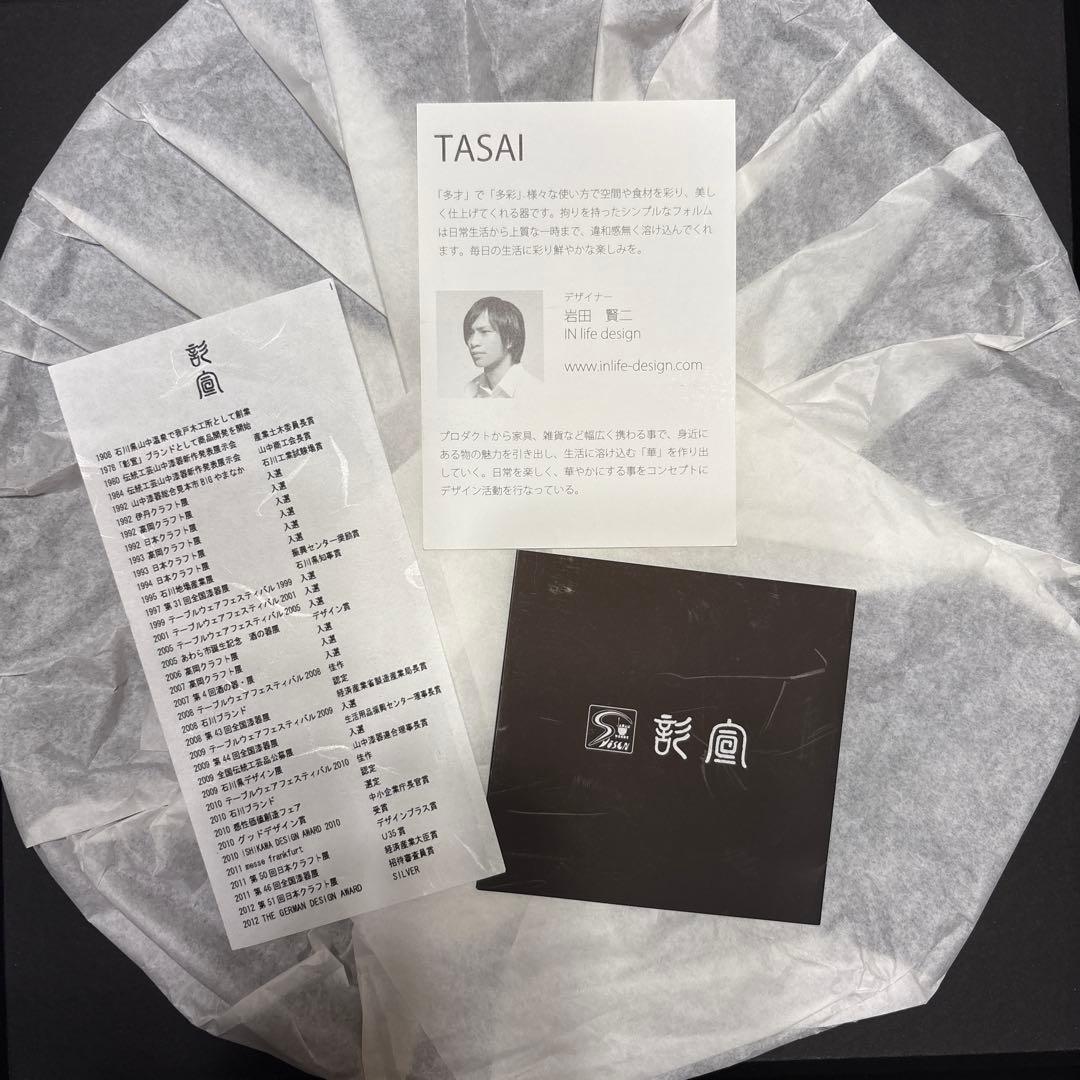 TASAI
「多才」で「多彩」様々な使い方で空間や食材を彩り、美し
く仕上げてくれる器です。拘りを持ったシンプルなフォルム
は日常生活から上質な一時まで、違和感無く溶け込んでくれ
ます。毎日の生活に彩り鮮やかな楽しみを。
デザイナー
岩田 賢二
IN life design
www.inlife-design.com
プロダクトから家具、雑貨など幅広く携わる事で、身近に
ある物の魅力を引き出し、生活に溶け込む「華」を作り出
していく。日常を楽しく、華やかにする事をコンセプトに
デザイン活動を行なっている。
彰宣
1908 石川県山中温泉で我戸木工所として創業
1978 「彰宣」ブランドとして商品開発を開始
1980 伝統工芸山中漆器新作発表展示会 産業土木委員長賞
1984 伝統工芸山中漆器新作発表展示会 山中商工会長賞
1992 山中漆器総合見本市BIGやまなか 石川工業試験場賞
1992 伊丹クラフト展 入選
1992 高岡クラフト展 入選
1992 日本クラフト展 入選
1993 高岡クラフト展 入選
1993 日本クラフト展 入選
1994 日本クラフト展 入選
1995 石川地場産業展 振興センター奨励賞
1997 第31回全国漆器展 石川県知事賞
1999 テーブルウェアフェスティバル1999 入選
2001 テーブルウェアフェスティバル2001 入選
2005 テーブルウェアフェスティバル2005 入選
2005 あわら市誕生記念 酒の器展 デザイン賞
2006 高岡クラフト展 入選
2007 高岡クラフト展 入選
2007 第4回酒の器・展 入選
2008 テーブルウェアフェスティバル2008 佳作
2008 石川ブランド 認定
2008 第43回全国漆器展 経済産業省製造産業局長賞
2009 テーブルウェアフェスティバル2009 入選
2009 第44回全国漆器展 生活用品振興センター理事長賞
2009 全国伝統工芸品公募展 入選
2009 石川県デザイン展 山中漆器連合理事長賞
2010 テーブルウェアフェスティバル2010 佳作
2010 石川ブランド 認定
2010 感性価値創造フェア 選定
2010 グッドデザイン賞 中小企業庁長官賞
2010 ISHIKAWA DESIGN AWARD 2010 受賞
2011 messe frankfurt デザインプラス賞
2011 第50回日本クラフト展 U35賞
2011 第46回全国漆器展 経済産業大臣賞
2012 第51回日本クラフト展 招待審査員賞
2012 THE GERMAN DESIGN AWARD SILVER
彰宣